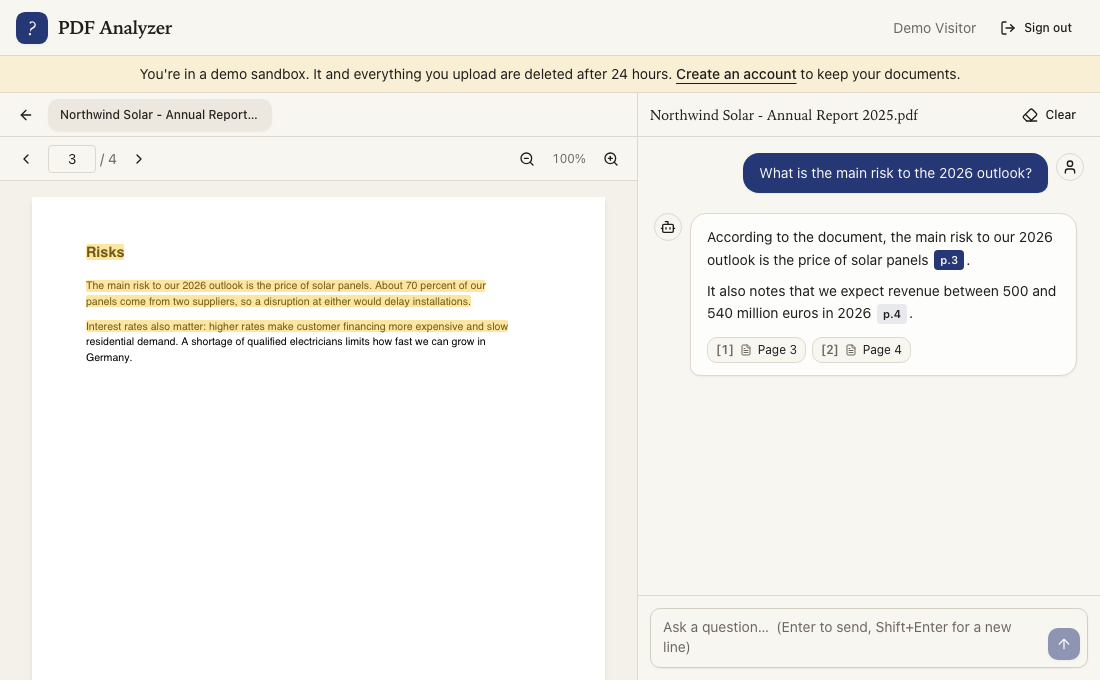 ? PDF Analyzer
Demo Visitor
Sign out
You're in a demo sandbox. It and everything you upload are deleted after 24 hours. Create an account to keep your documents.
Northwind Solar - Annual Report...
3 / 4
100%
Risks
The main risk to our 2026 outlook is the price of solar panels. About 70 percent of our
panels come from two suppliers, so a disruption at either would delay installations.
Interest rates also matter: higher rates make customer financing more expensive and slow
residential demand. A shortage of qualified electricians limits how fast we can grow in
Germany.
Northwind Solar - Annual Report 2025.pdf
Clear
What is the main risk to the 2026 outlook?
According to the document, the main risk to our 2026
outlook is the price of solar panels p.3 .
It also notes that we expect revenue between 500 and
540 million euros in 2026 p.4 .
[1] Page 3 [2] Page 4
Ask a question... (Enter to send, Shift+Enter for a new
line)